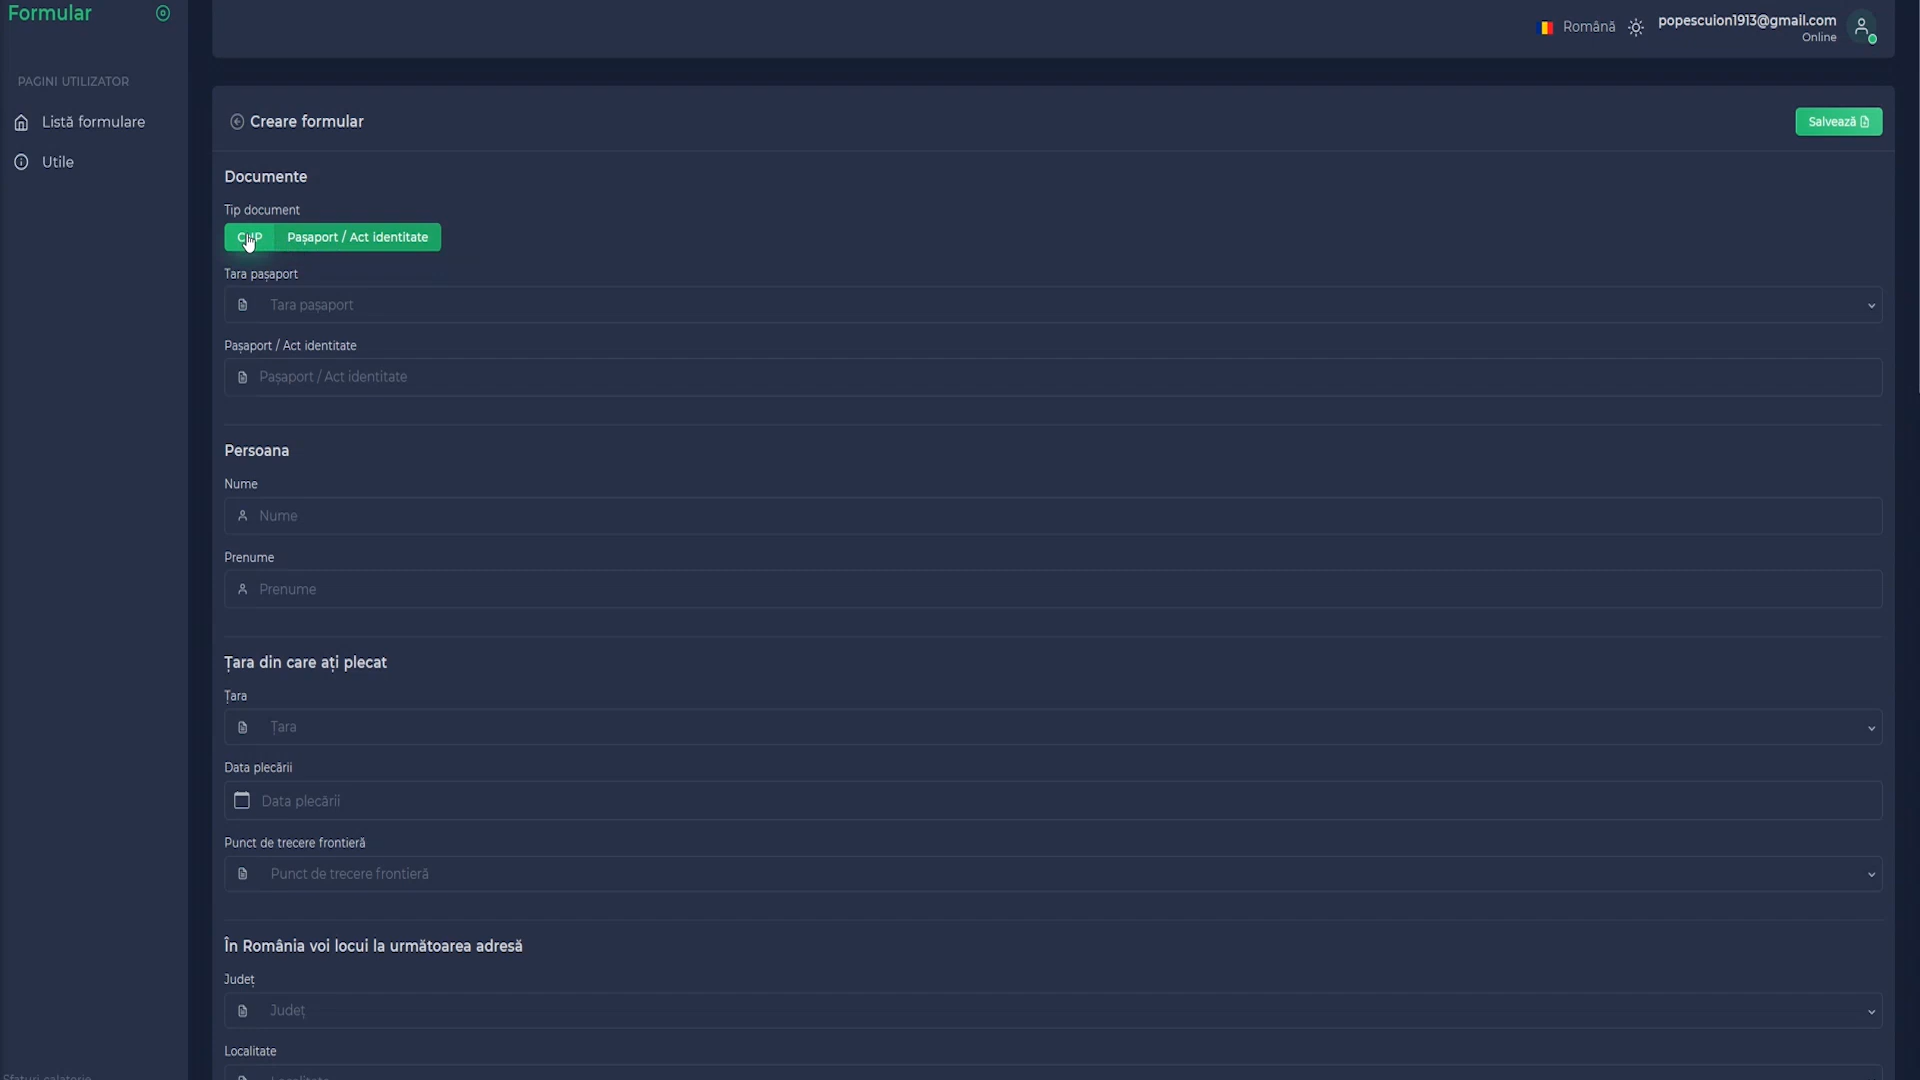 Formular
Română
popescuion1913@gmail.com
Online
PAGINI UTILIZATOR
Listă formulare
Utile
Creare formular
Salvează
Documente
Tip document
Pașaport / Act identitate
Tara pașaport
Tara pașaport
Pașaport / Act identitate
Pașaport / Act identitate
Persoana
Nume
Nume
Prenume
Prenume
Țara din care ați plecat
Țara
Țara
Data plecării
Data plecării
Punct de trecere frontieră
Punct de trecere frontieră
În România voi locui la următoarea adresă
Județ
Județ
Localitate